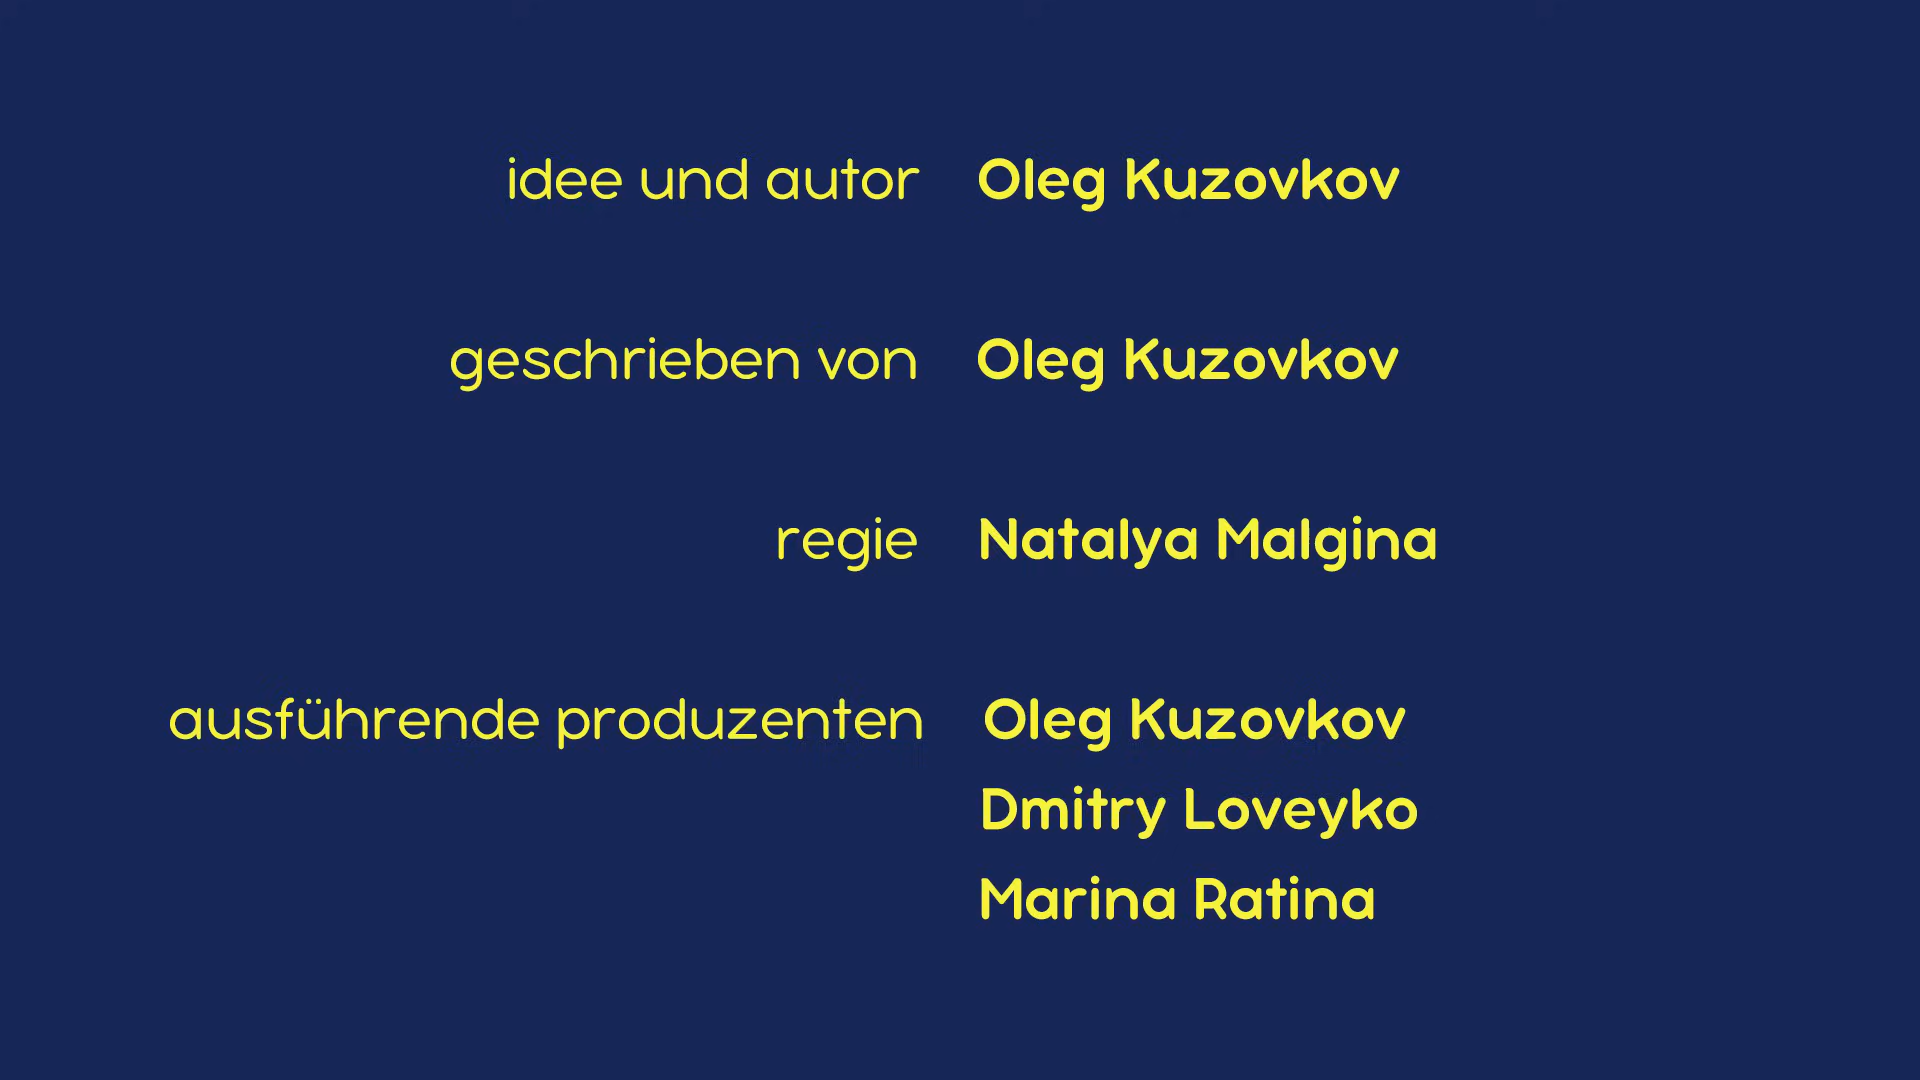 idee und autor Oleg Kuzovkov
geschrieben von Oleg Kuzovkov
regie Natalya Malgina
ausführende produzenten Oleg Kuzovkov
Dmitry Loveyko
Marina Ratina